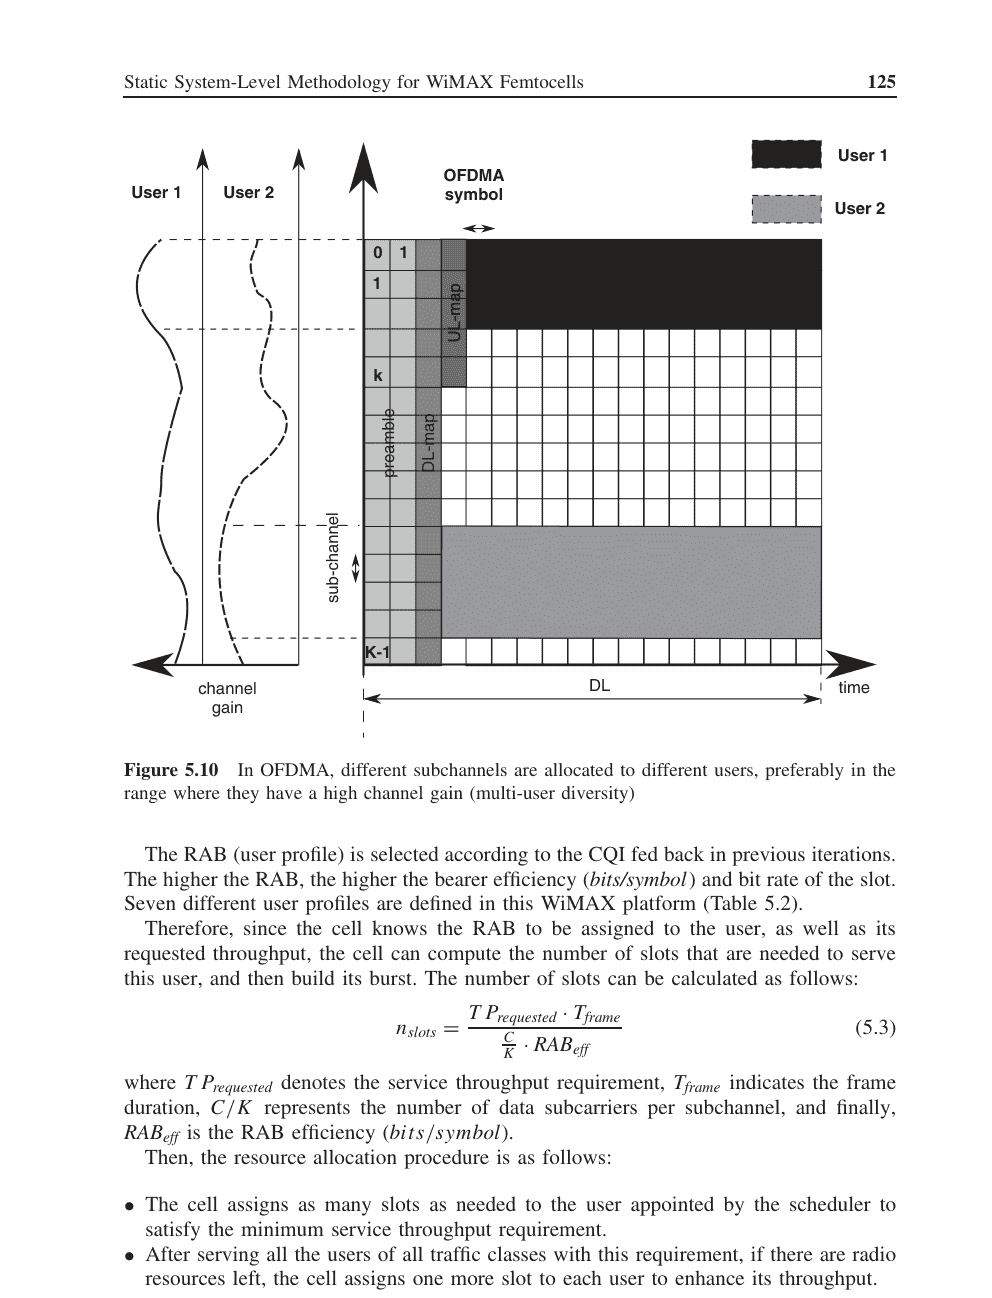 Static System-Level Methodology for WiMAX Femtocells 125
User 1
User 2
OFDMA
symbol
User 1
User 2
0 1
1
k
K-1
preamble
DL-map
UL-map
sub-channel
channel
gain
DL
time
Figure 5.10 In OFDMA, different subchannels are allocated to different users, preferably in the
range where they have a high channel gain (multi-user diversity)
The RAB (user profile) is selected according to the CQI fed back in previous iterations.
The higher the RAB, the higher the bearer efficiency (bits/symbol) and bit rate of the slot.
Seven different user profiles are defined in this WiMAX platform (Table 5.2).
Therefore, since the cell knows the RAB to be assigned to the user, as well as its
requested throughput, the cell can compute the number of slots that are needed to serve
this user, and then build its burst. The number of slots can be calculated as follows:
n_slots = (T P_requested · T_frame) / (C/K · RAB_eff) (5.3)
where T P_requested denotes the service throughput requirement, T_frame indicates the frame
duration, C/K represents the number of data subcarriers per subchannel, and finally,
RAB_eff is the RAB efficiency (bits/symbol).
Then, the resource allocation procedure is as follows:
• The cell assigns as many slots as needed to the user appointed by the scheduler to
satisfy the minimum service throughput requirement.
• After serving all the users of all traffic classes with this requirement, if there are radio
resources left, the cell assigns one more slot to each user to enhance its throughput.